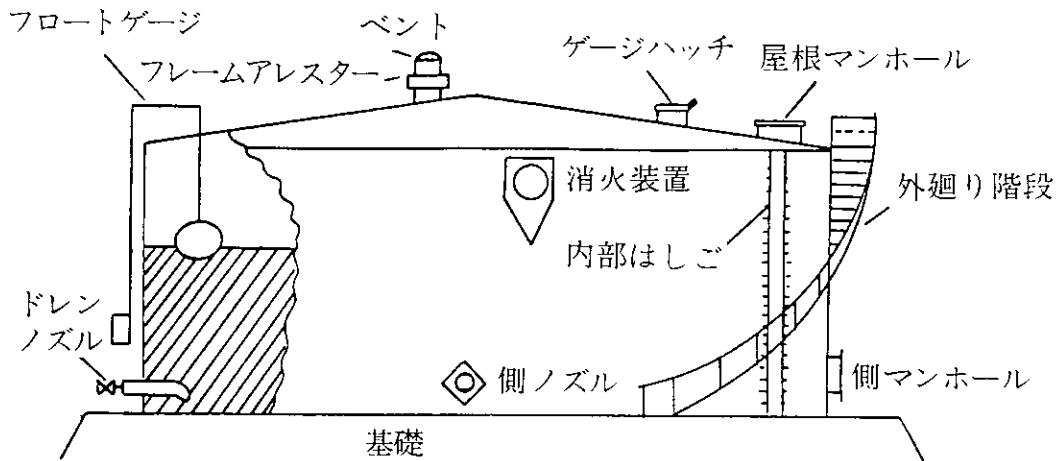 フロートゲージ
ベント
フレームアレスター
ゲージハッチ
屋根マンホール
消火装置
外廻り階段
内部はしご
ドレン
ノズル
側ノズル
側マンホール
基礎